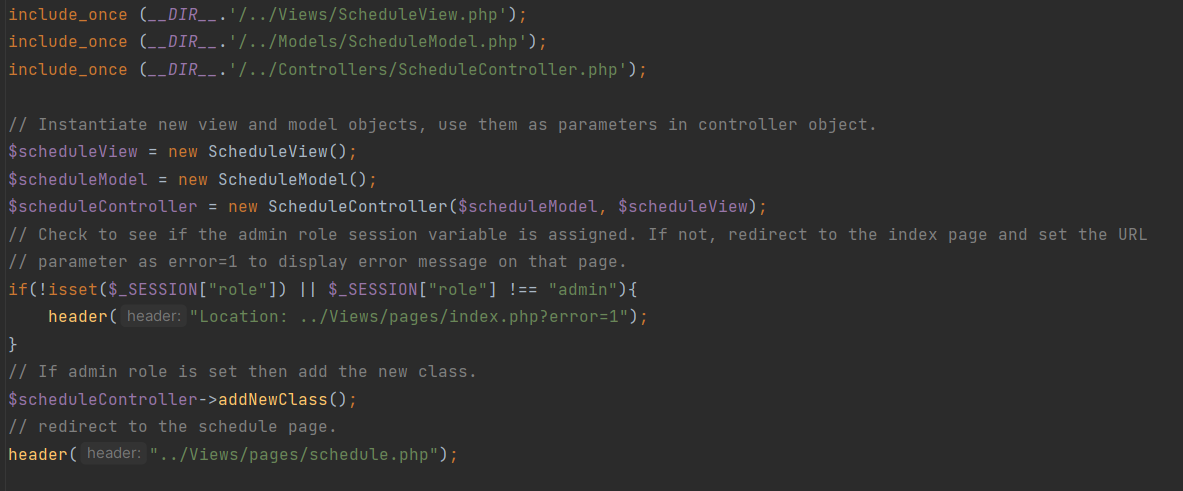 include_once (__DIR__.'/../Views/ScheduleView.php');
include_once (__DIR__.'/../Models/ScheduleModel.php');
include_once (__DIR__.'/../Controllers/ScheduleController.php');

// Instantiate new view and model objects, use them as parameters in controller object.
$scheduleView = new ScheduleView();
$scheduleModel = new ScheduleModel();
$scheduleController = new ScheduleController($scheduleModel, $scheduleView);
// Check to see if the admin role session variable is assigned. If not, redirect to the index page and set the URL
// parameter as error=1 to display error message on that page.
if(!isset($_SESSION["role"]) || $_SESSION["role"] !== "admin"){
    header( header: "Location: ../Views/pages/index.php?error=1");
}
// If admin role is set then add the new class.
$scheduleController->addNewClass();
// redirect to the schedule page.
header( header: "../Views/pages/schedule.php");